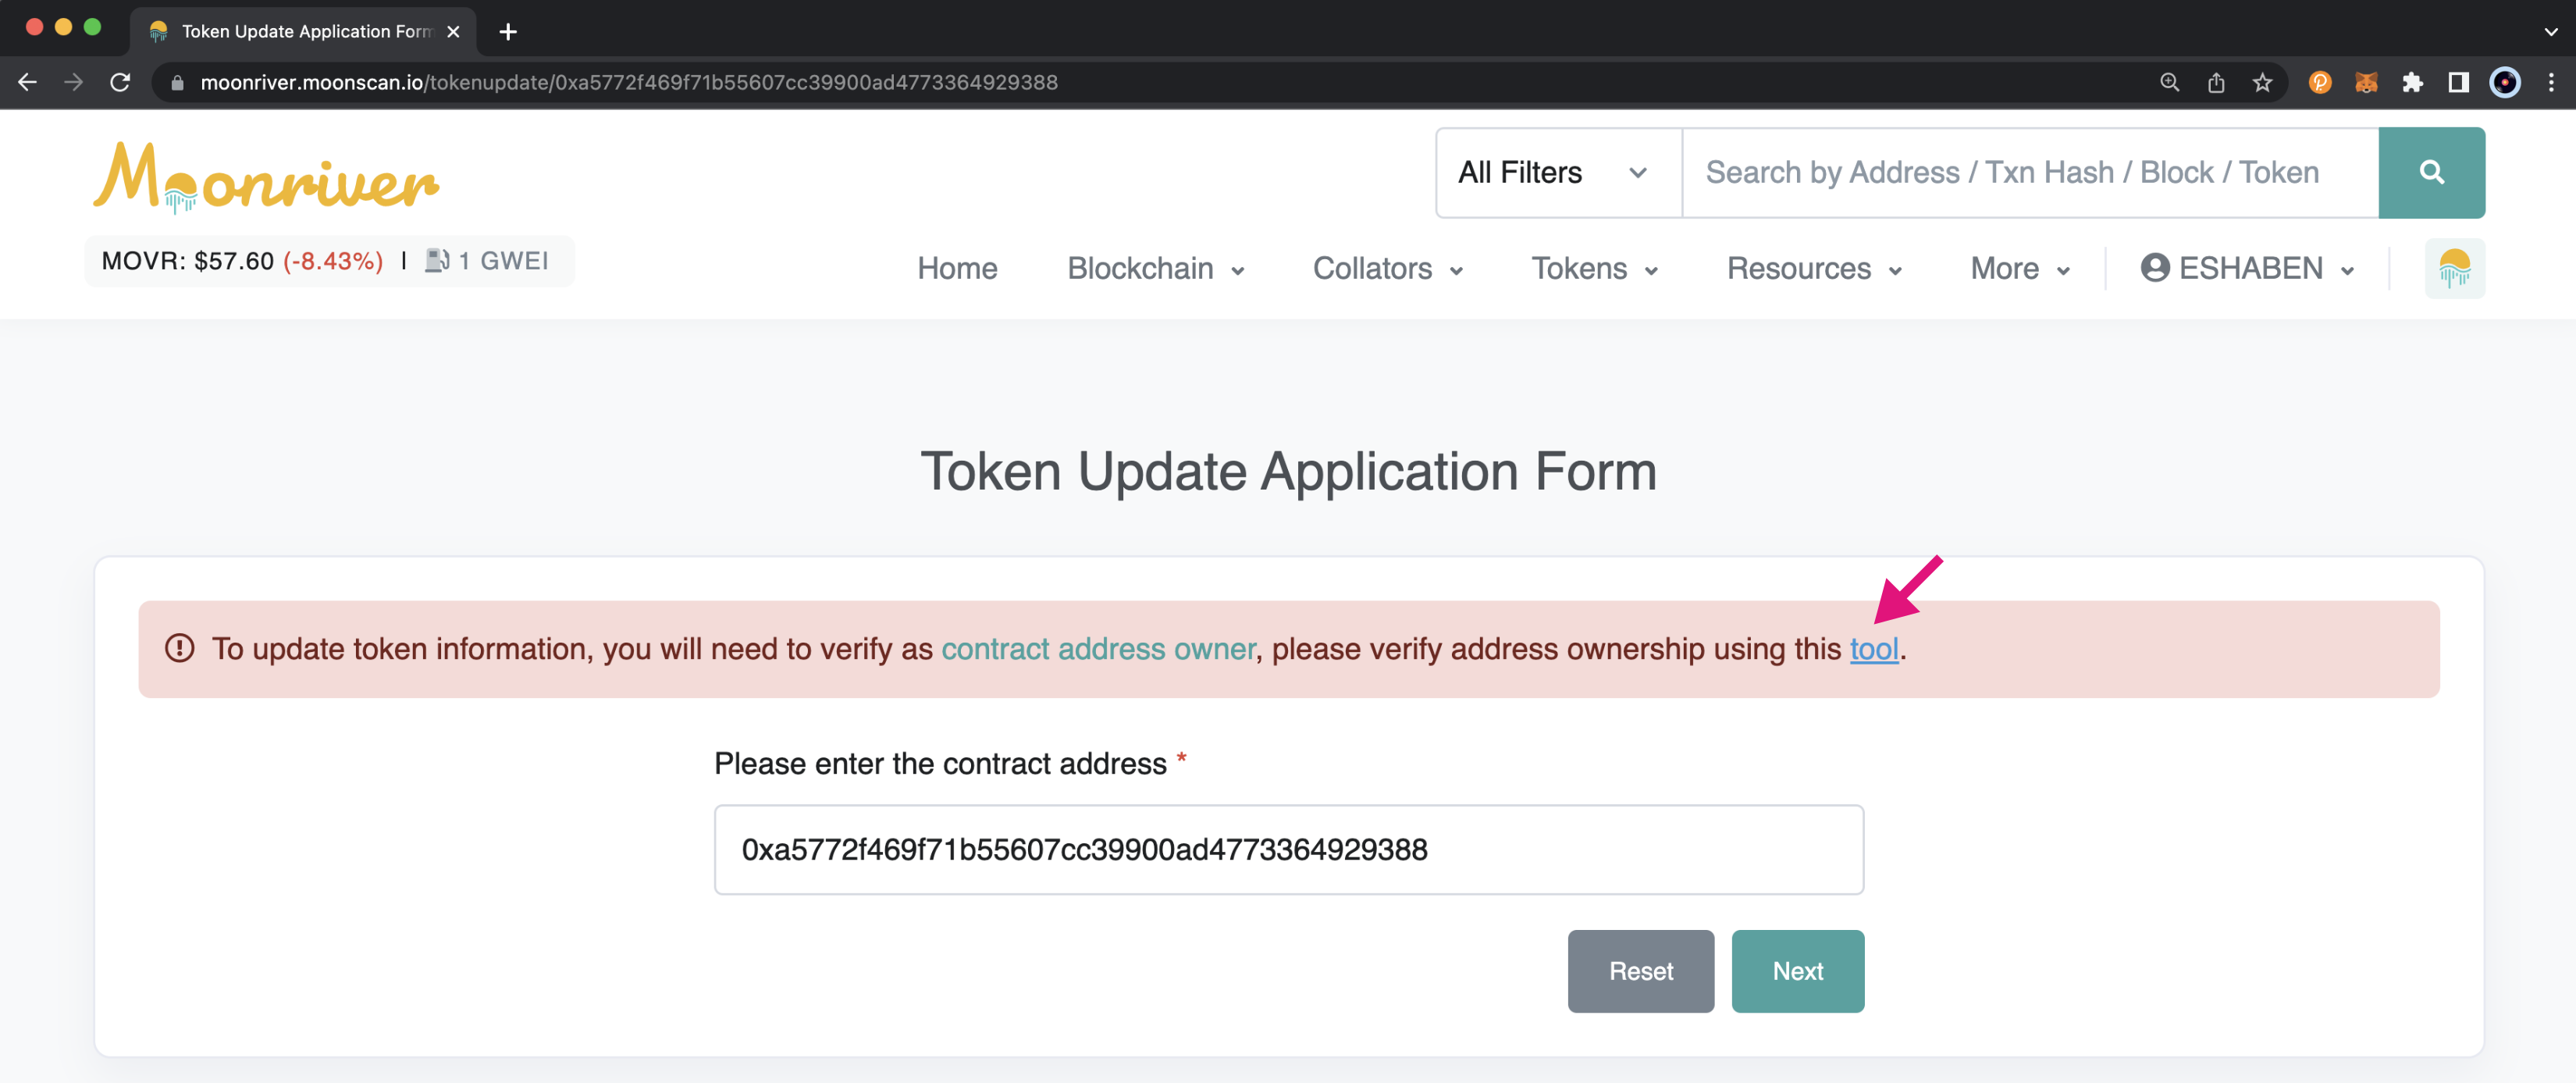 Token Update Application Form
moonriver.moonscan.io/tokenupdate/0xa5772f469f71b55607cc39900ad4773364929388
Moonriver
All Filters
Search by Address / Txn Hash / Block / Token
MOVR: $57.60 (-8.43%) | 1 GWEI
Home Blockchain Collators Tokens Resources More ESHABEN
Token Update Application Form
To update token information, you will need to verify as contract address owner, please verify address ownership using this tool.
Please enter the contract address *
0xa5772f469f71b55607cc39900ad4773364929388
Reset Next